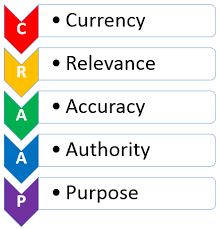 C • Currency
R • Relevance
A • Accuracy
A • Authority
P • Purpose